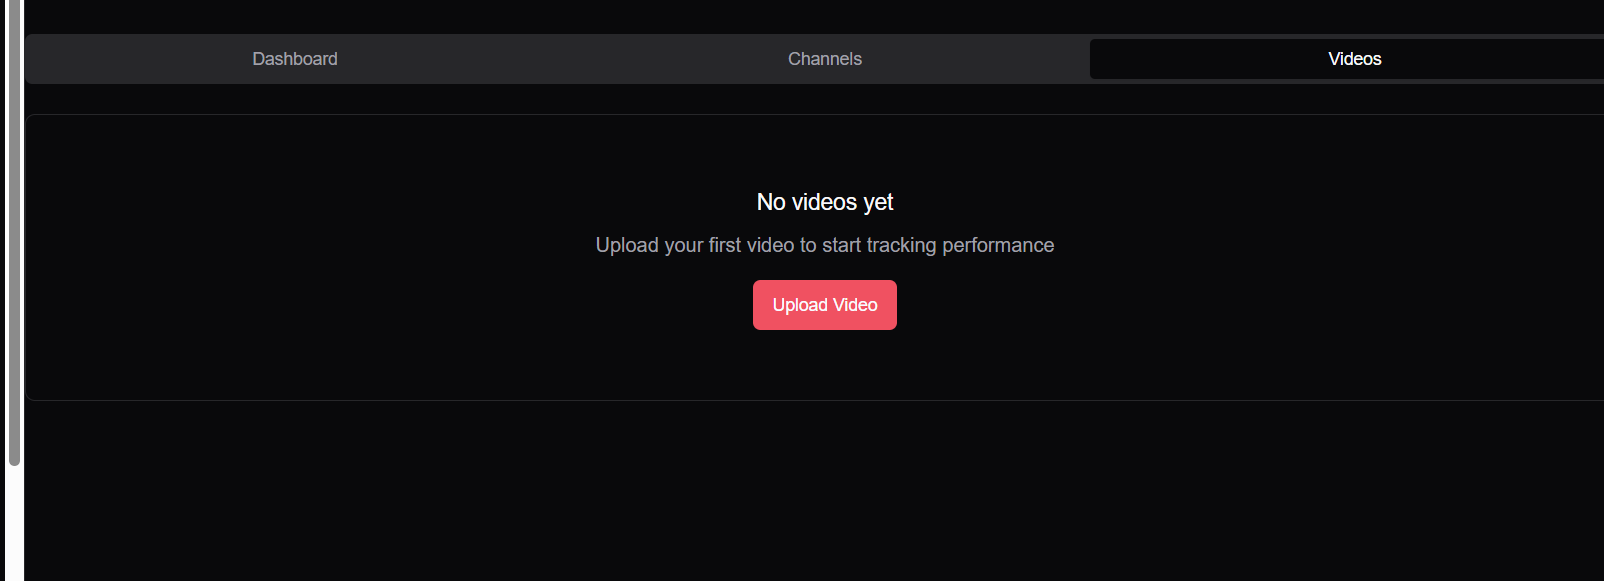 Dashboard
Channels
Videos
No videos yet
Upload your first video to start tracking performance
Upload Video